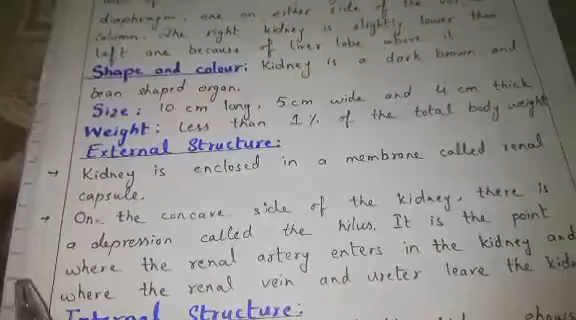 diaphragm, one on either side of the
column. The right kidney is slightly lower than
left one because of liver lobe above it
Shape and colour: Kidney is a dark brown and
bean shaped organ.
Size: 10 cm long, 5cm wide and 4 cm thick
Weight: Less than 1% of the total body weight
External Structure:
→ Kidney is enclosed in a membrane called renal
capsule.
→ On the concave side of the kidney, there is
a depression called the hilus. It is the point
where the renal artery enters in the kidney and
where the renal vein and ureter leave the
Internal Structure:
shows